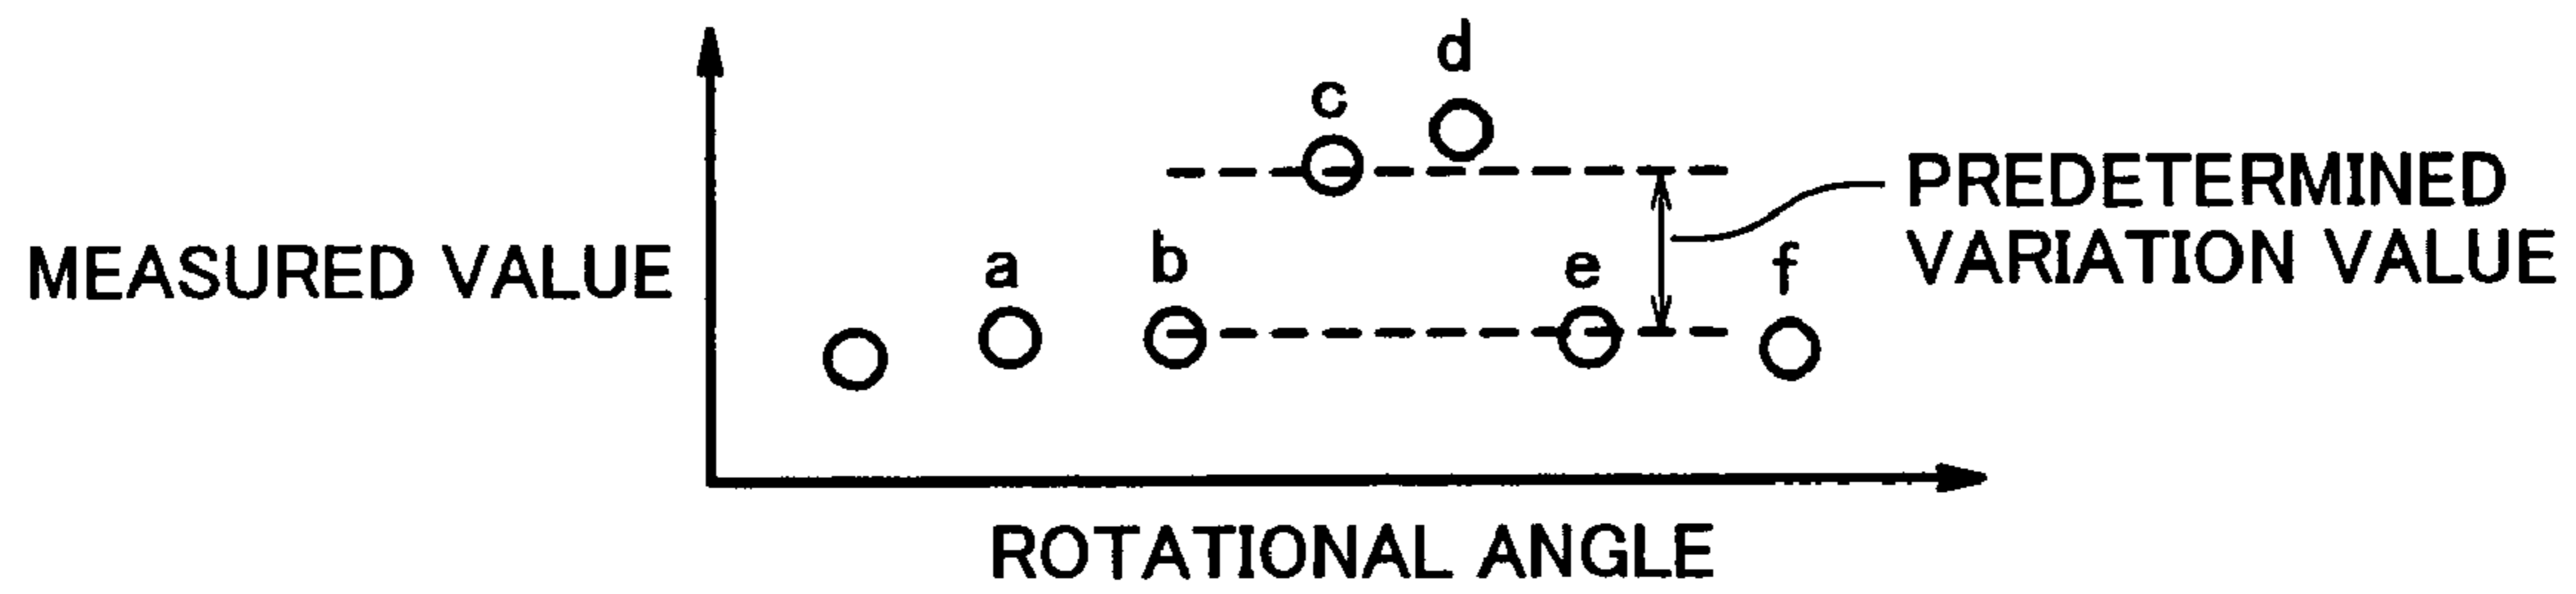 d
c
PREDETERMINED
VARIATION VALUE
MEASURED VALUE
a
b
e
f
ROTATIONAL ANGLE